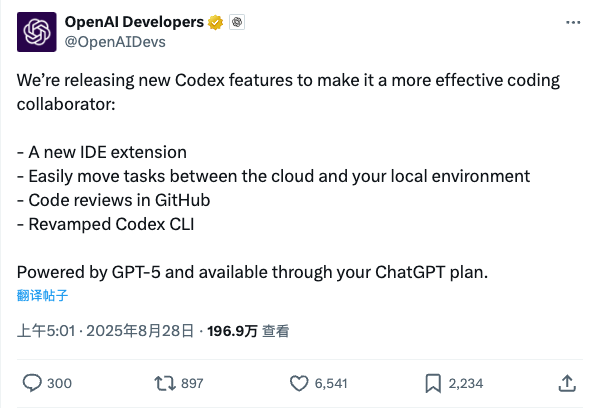 OpenAI Developers
@OpenAIDevs
We’re releasing new Codex features to make it a more effective coding
collaborator:
- A new IDE extension
- Easily move tasks between the cloud and your local environment
- Code reviews in GitHub
- Revamped Codex CLI
Powered by GPT-5 and available through your ChatGPT plan.
翻译帖子
上午5:01 · 2025年8月28日 · 196.9万 查看
300 897 6,541 2,234